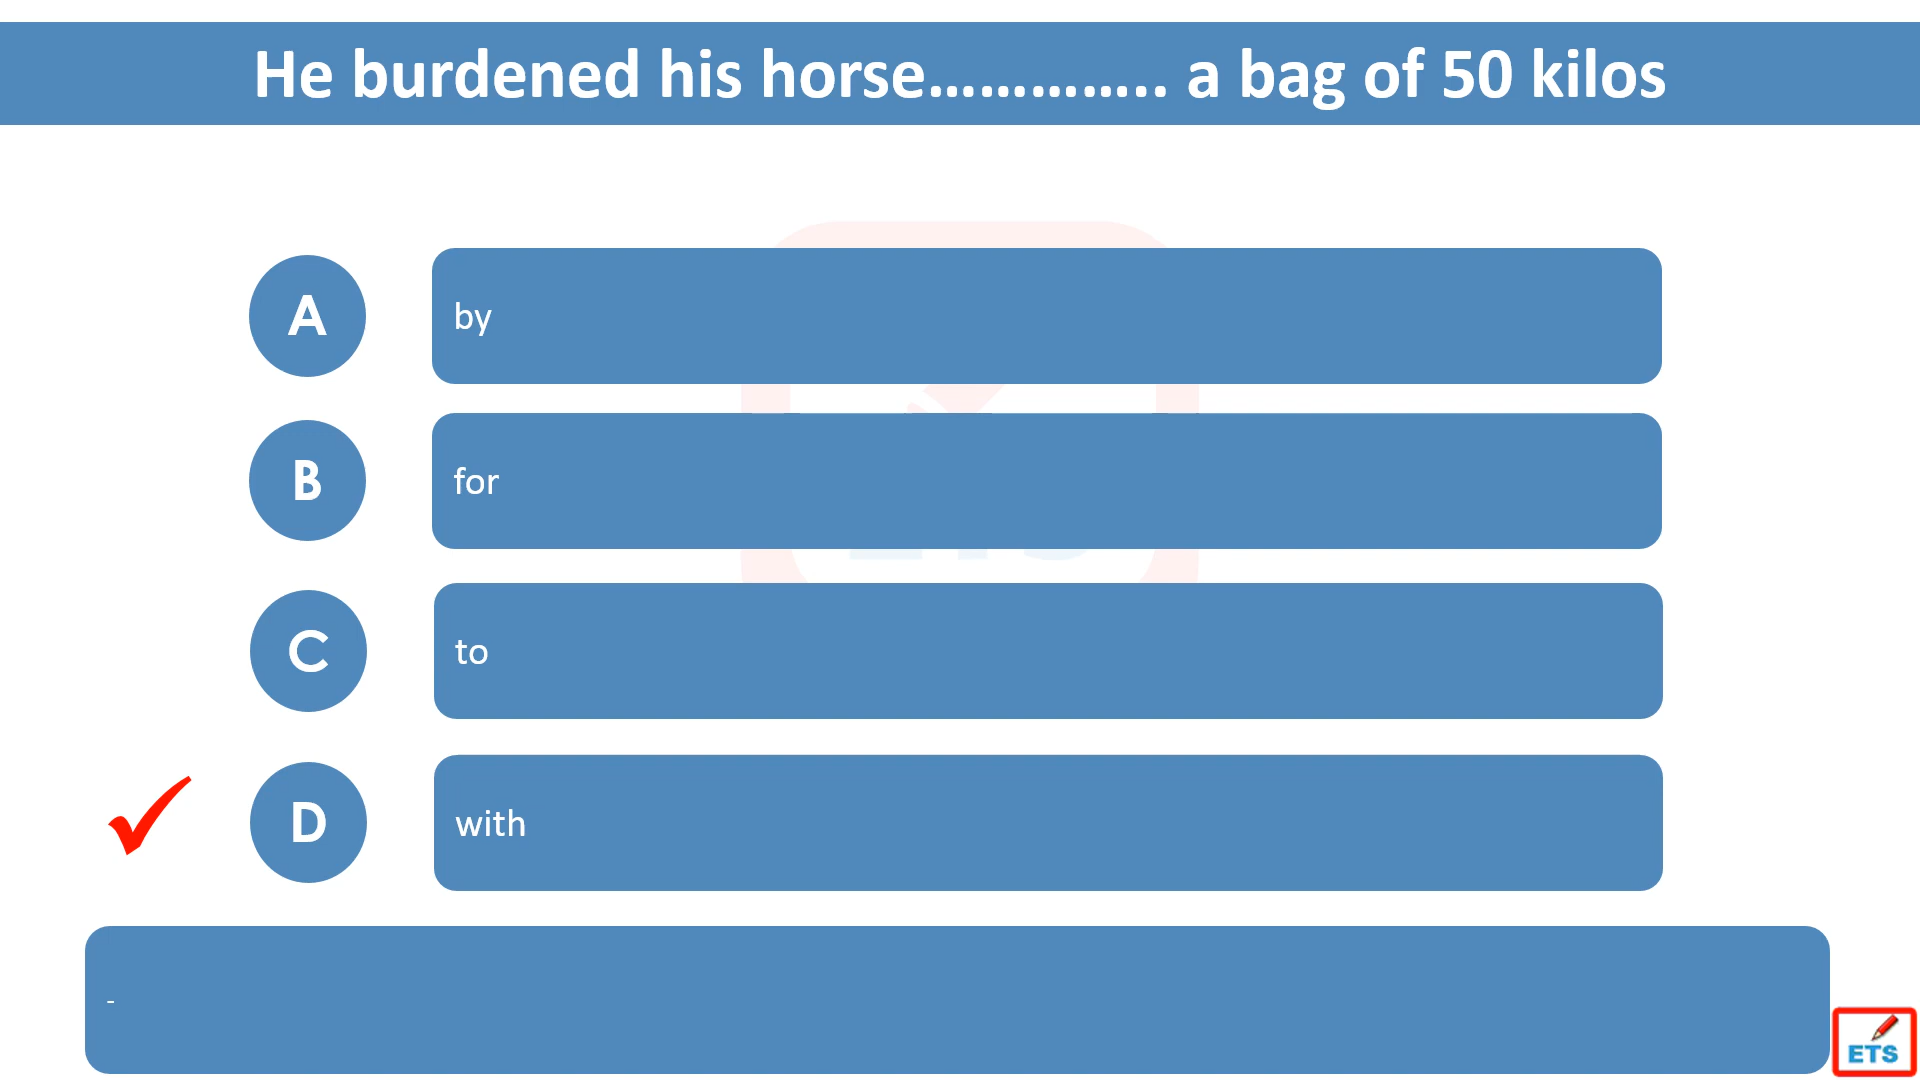 He burdened his horse………….. a bag of 50 kilos
A
by
B
for
C
to
D
with
-
ETS